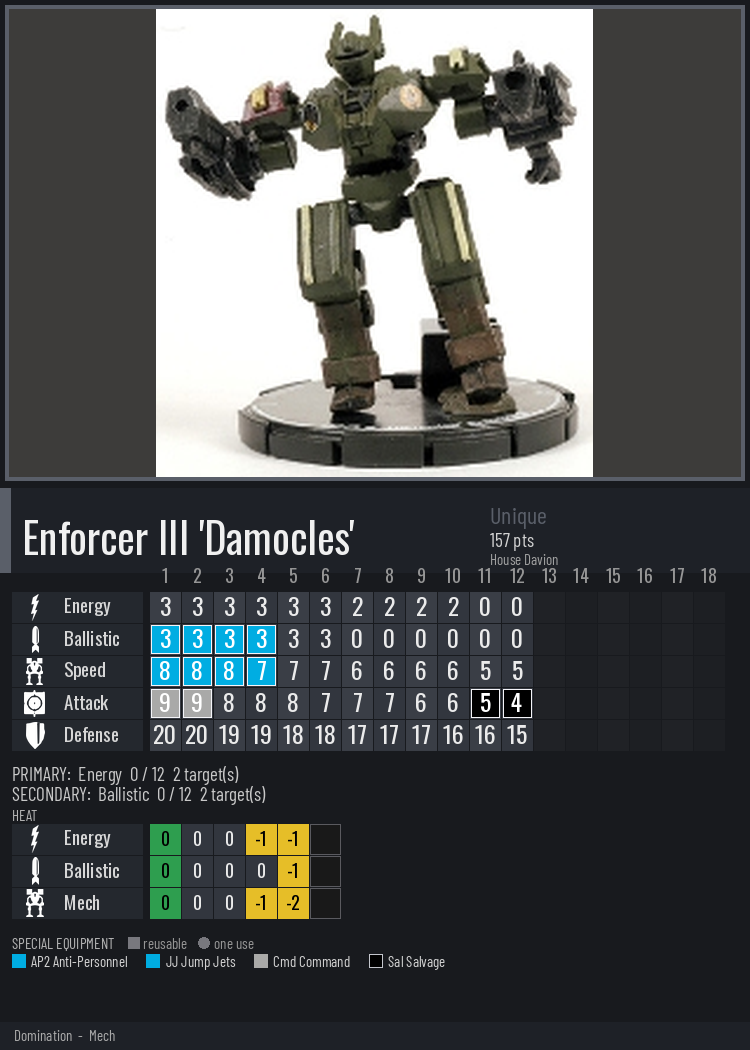 Enforcer III 'Damocles'
Unique
157 pts
House Davion
1 2 3 4 5 6 7 8 9 10 11 12 13 14 15 16 17 18
Energy 3 3 3 3 3 3 2 2 2 2 0 0
Ballistic 3 3 3 3 3 3 0 0 0 0 0 0
Speed 8 8 8 7 7 7 6 6 6 6 5 5
Attack 9 9 8 8 8 7 7 7 6 6 5 4
Defense 20 20 19 19 18 18 17 17 17 16 16 15
PRIMARY: Energy 0 / 12 2 target(s)
SECONDARY: Ballistic 0 / 12 2 target(s)
HEAT
Energy 0 0 0 -1 -1
Ballistic 0 0 0 0 -1
Mech 0 0 0 -1 -2
SPECIAL EQUIPMENT reusable one use
AP2 Anti-Personnel JJ Jump Jets Cmd Command Sal Salvage
Domination - Mech